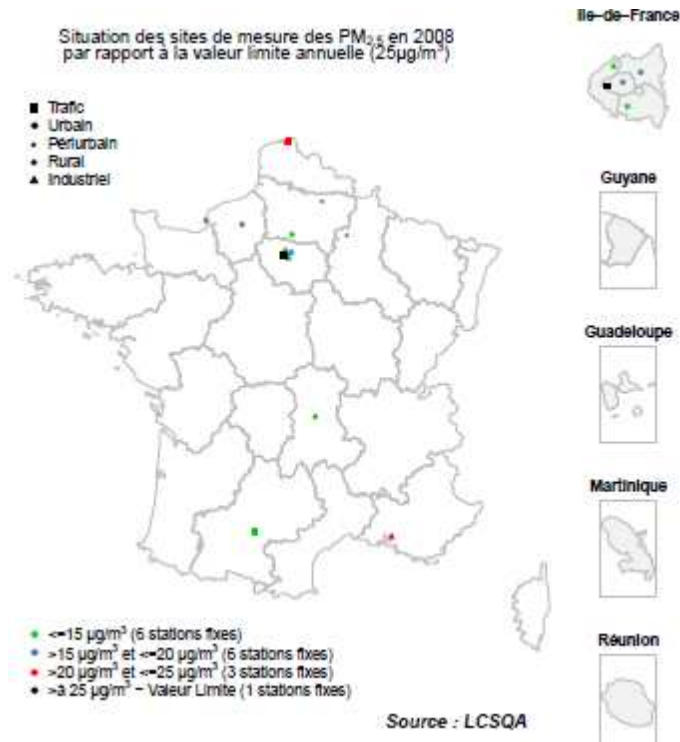 Situation des sites de mesure des PM2,5 en 2008
par rapport à la valeur limite annuelle (25µg/m³)
Trafic
Urbain
Périurbain
Rural
Industriel
Ile-de-France
Guyane
Guadeloupe
Martinique
Réunion
<=15 µg/m³ (6 stations fixes)
>15 µg/m³ et <=20 µg/m³ (6 stations fixes)
>20 µg/m³ et <=25 µg/m³ (3 stations fixes)
>à 25 µg/m³ - Valeur Limite (1 stations fixes)
Source : LCSQA